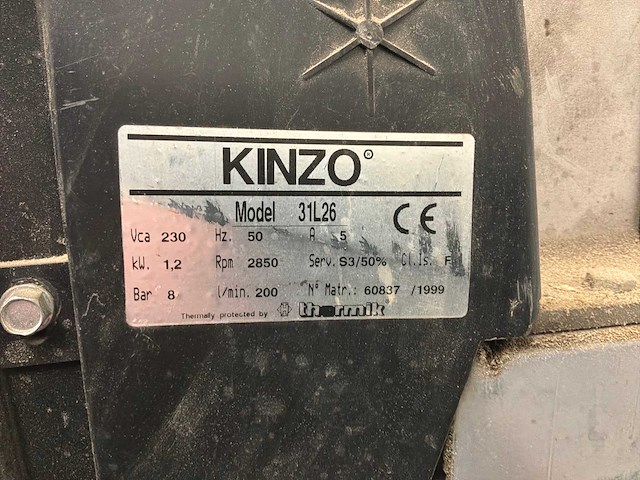 KINZO®
Model 31L26 CE
Vca 230 Hz. 50 A 5
kW. 1,2 Rpm 2850 Serv. S3/50% Cl.Is. F
Bar 8 l/min. 200 N° Matr.: 60837 /1999
Thermally protected by thermik